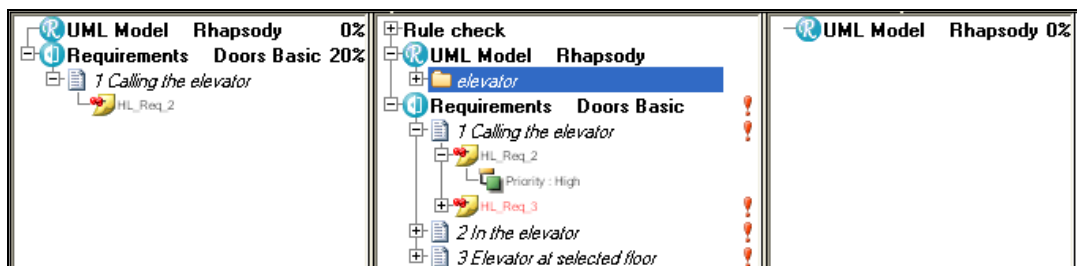 UML Model Rhapsody 0%
Requirements Doors Basic 20%
1 Calling the elevator
HL_Req_2
Rule check
UML Model Rhapsody
elevator
Requirements Doors Basic
1 Calling the elevator
HL_Req_2
Priority : High
HL_Req_3
2 In the elevator
3 Elevator at selected floor
UML Model Rhapsody 0%